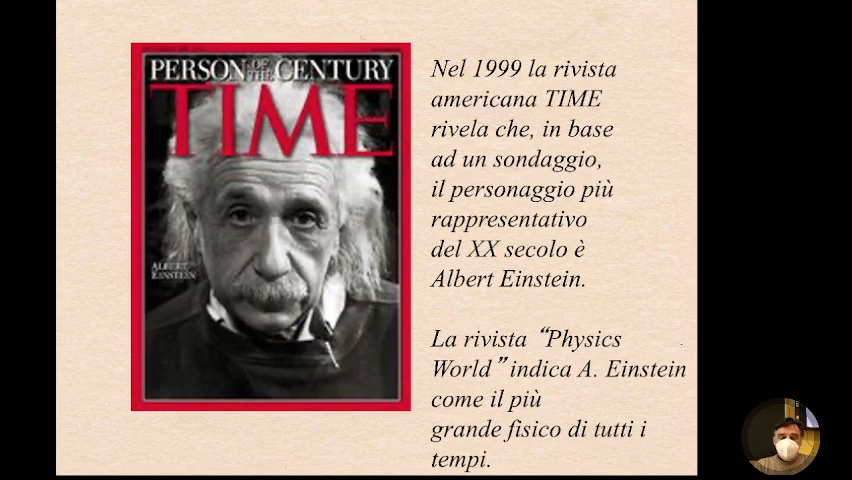 PERSON OF THE CENTURY
TIME
ALBERT
EINSTEIN
Nel 1999 la rivista
americana TIME
rivela che, in base
ad un sondaggio,
il personaggio più
rappresentativo
del XX secolo è
Albert Einstein.
La rivista “Physics
World” indica A. Einstein
come il più
grande fisico di tutti i
tempi.